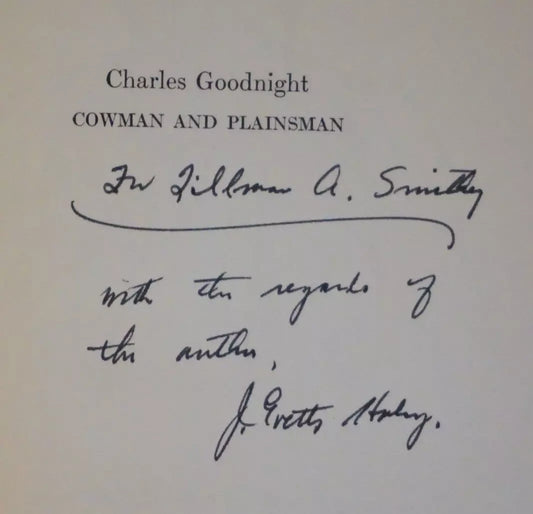 Charles Goodnight
COWMAN AND PLAINSMAN
For Tillman A. Smithy
with the regards of
the author,
J. Evetts Haley.